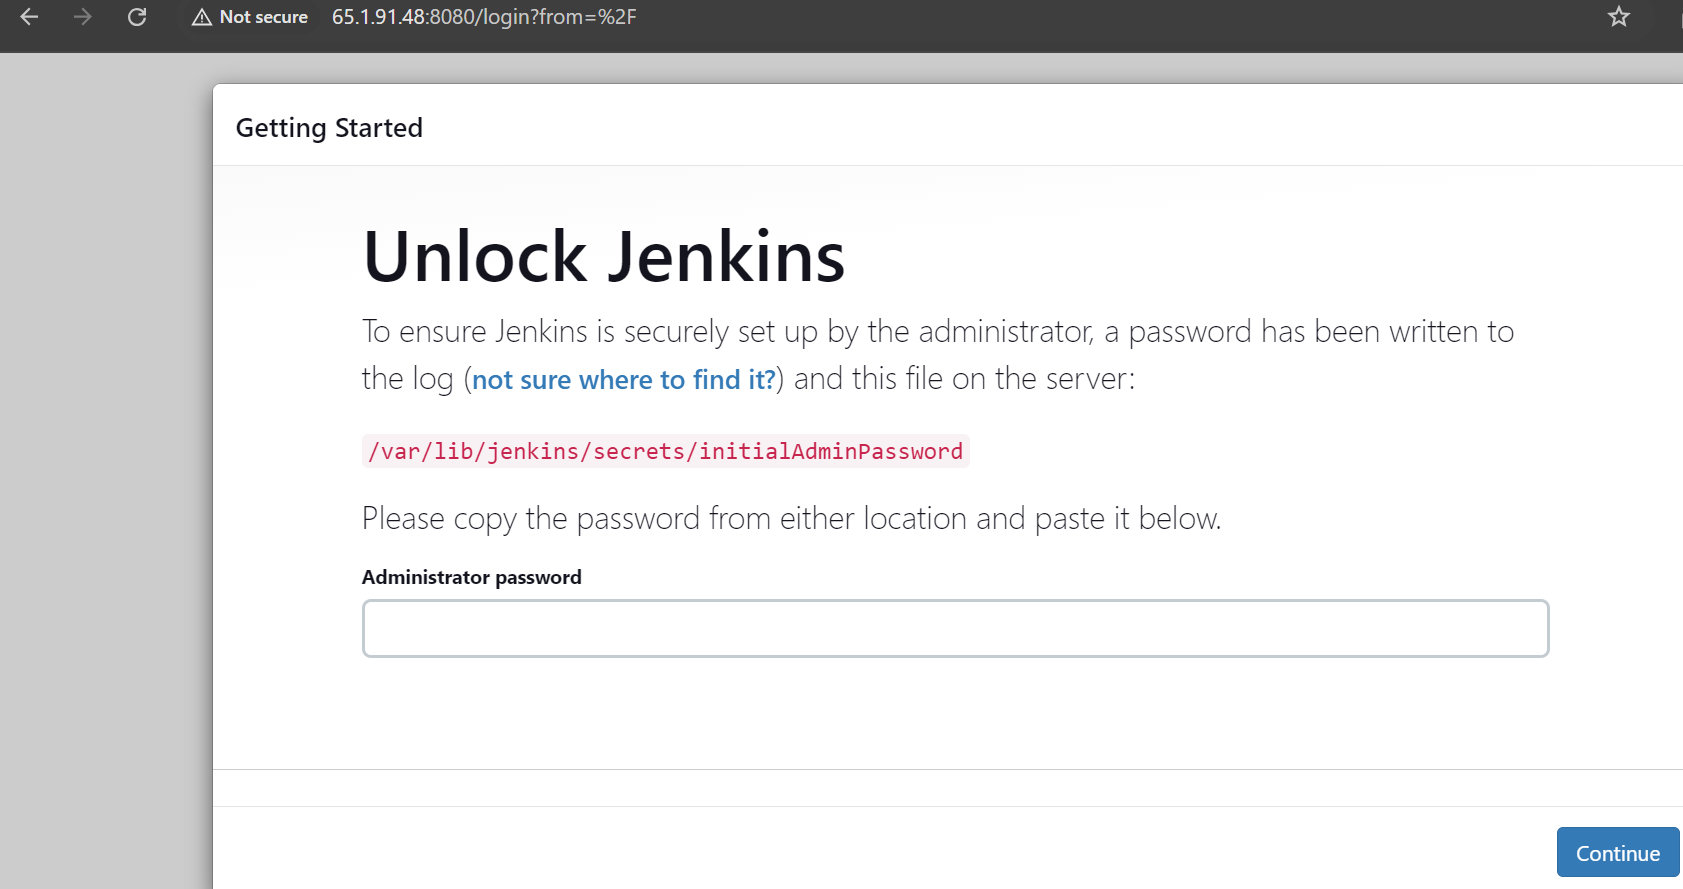 Not secure 65.1.91.48:8080/login?from=%2F
Getting Started
Unlock Jenkins
To ensure Jenkins is securely set up by the administrator, a password has been written to
the log (not sure where to find it?) and this file on the server:
/var/lib/jenkins/secrets/initialAdminPassword
Please copy the password from either location and paste it below.
Administrator password
Continue